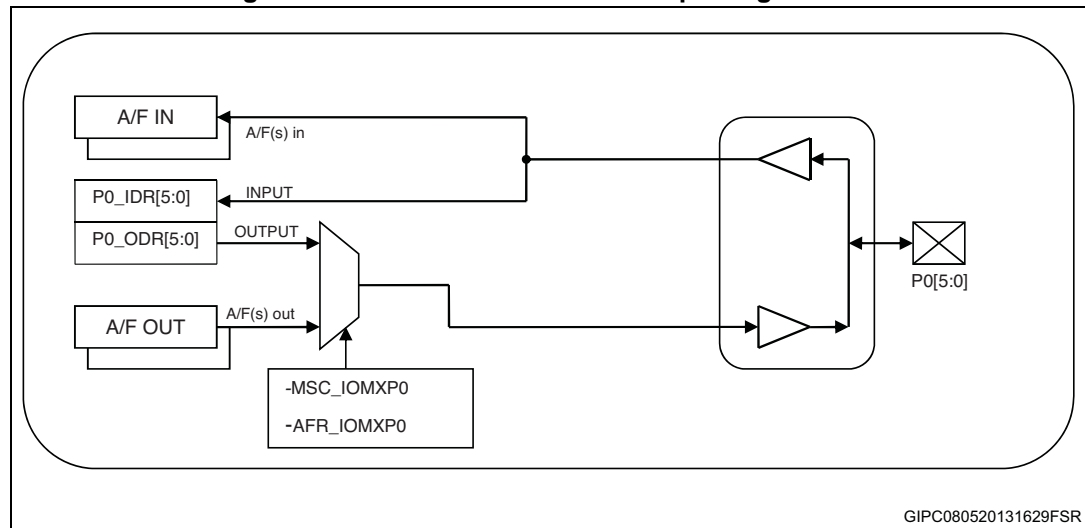 A/F IN
A/F(s) in
P0_IDR[5:0]
INPUT
P0_ODR[5:0]
OUTPUT
P0[5:0]
A/F OUT
A/F(s) out
-MSC_IOMXP0
-AFR_IOMXP0
GIPC080520131629FSR